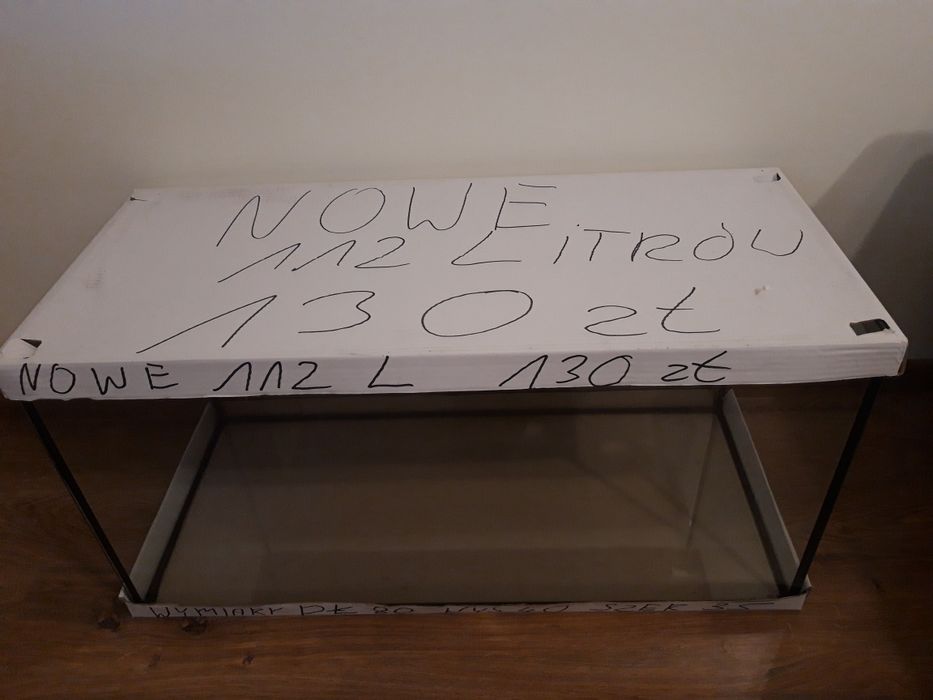 NOWE
112 LITRÓW
130 zł
NOWE 112 L 130 zł
WYMIARY DŁ 80 WYS 40 SZER 35